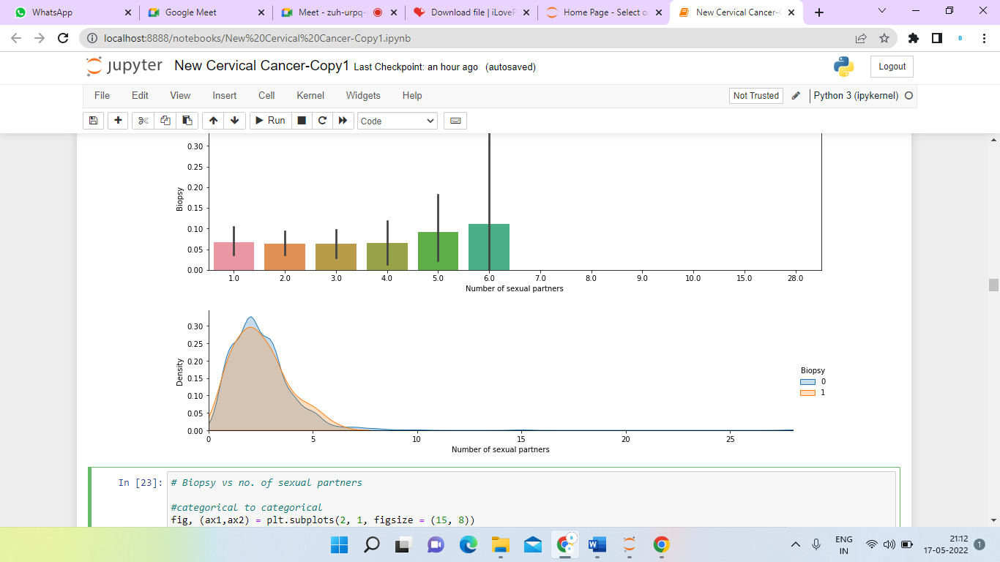 WhatsApp
Google Meet
Meet - zuh-urpq-
Download file | iLoveP
Home Page - Select o
New Cervical Cancer-
localhost:8888/notebooks/New%20Cervical%20Cancer-Copy1.ipynb
B
jupyter New Cervical Cancer-Copy1 Last Checkpoint: an hour ago (autosaved)
Logout
File Edit View Insert Cell Kernel Widgets Help
Not Trusted
Python 3 (ipykernel)
Run
Code
0.30
0.25
0.20
0.15
0.10
0.05
0.00
Biopsy
1.0 2.0 3.0 4.0 5.0 6.0 7.0 8.0 9.0 10.0 15.0 28.0
Number of sexual partners
0.30
0.25
0.20
0.15
0.10
0.05
0.00
Density
0 5 10 15 20 25
Number of sexual partners
Biopsy
0
1
In [23]:
# Biopsy vs no. of sexual partners
#categorical to categorical
fig, (ax1,ax2) = plt.subplots(2, 1, figsize = (15, 8))
ENG
IN
21:12
17-05-2022
1